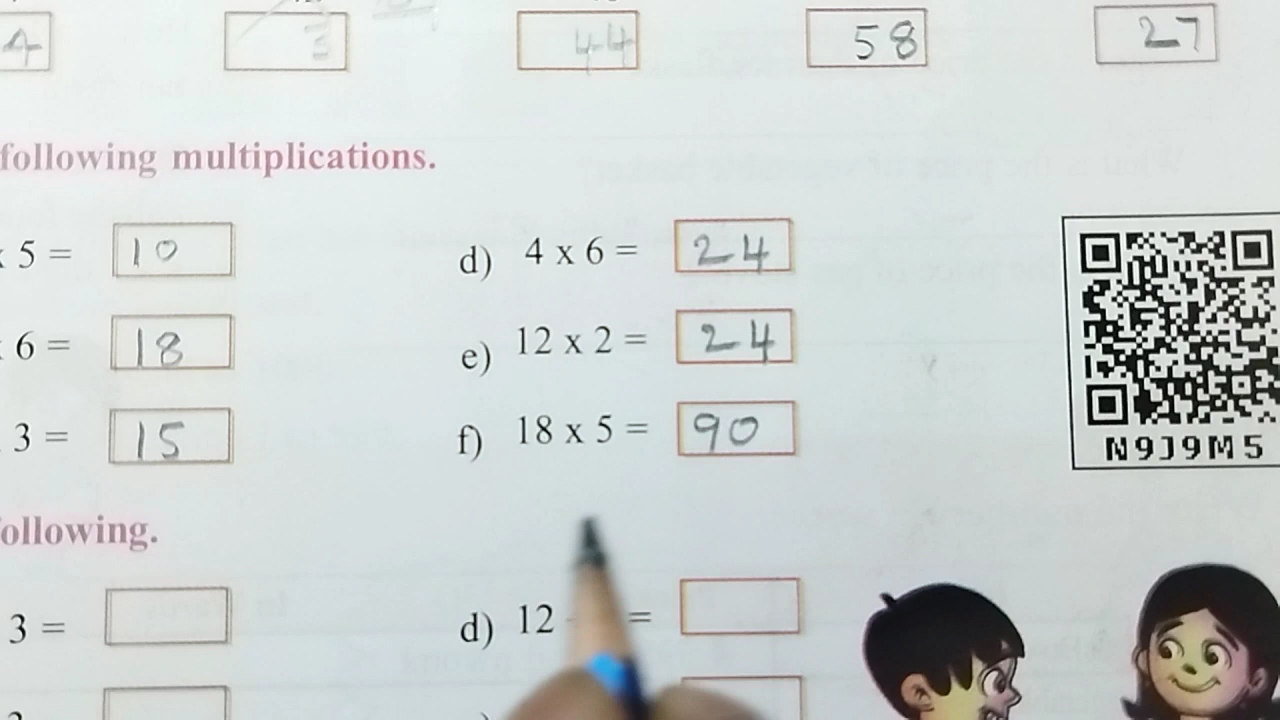 4 3 44 58 27
following multiplications.
x 5 = 10 d) 4 x 6 = 24
6 = 18 e) 12 x 2 = 24
3 = 15 f) 18 x 5 = 90
N9J9M5
ollowing.
3 = d) 12 =